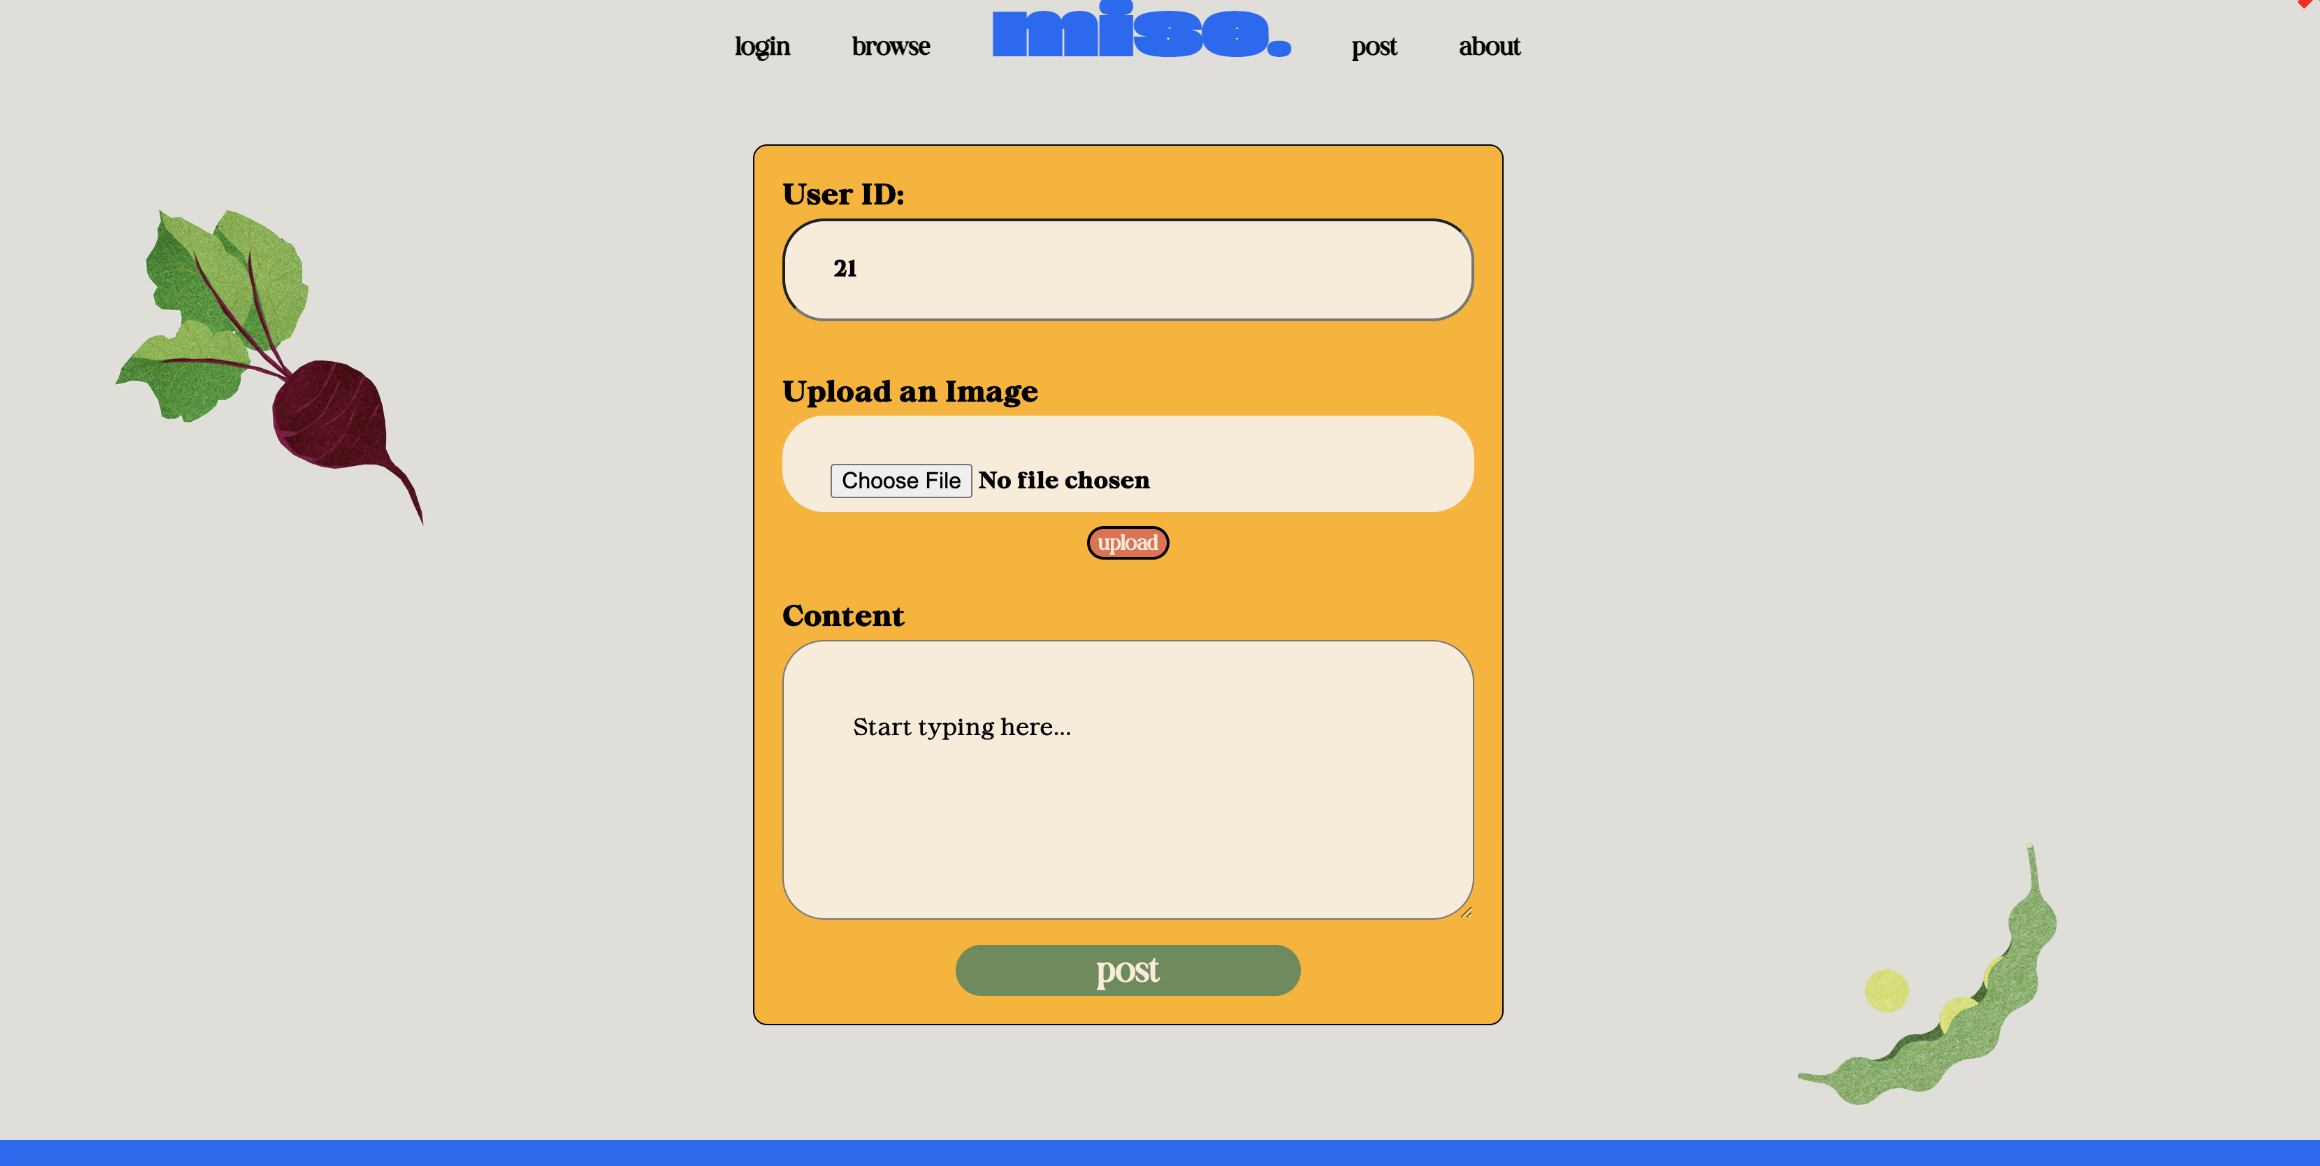 login browse mise. post about
User ID:
21
Upload an Image
Choose File No file chosen
upload
Content
Start typing here...
post